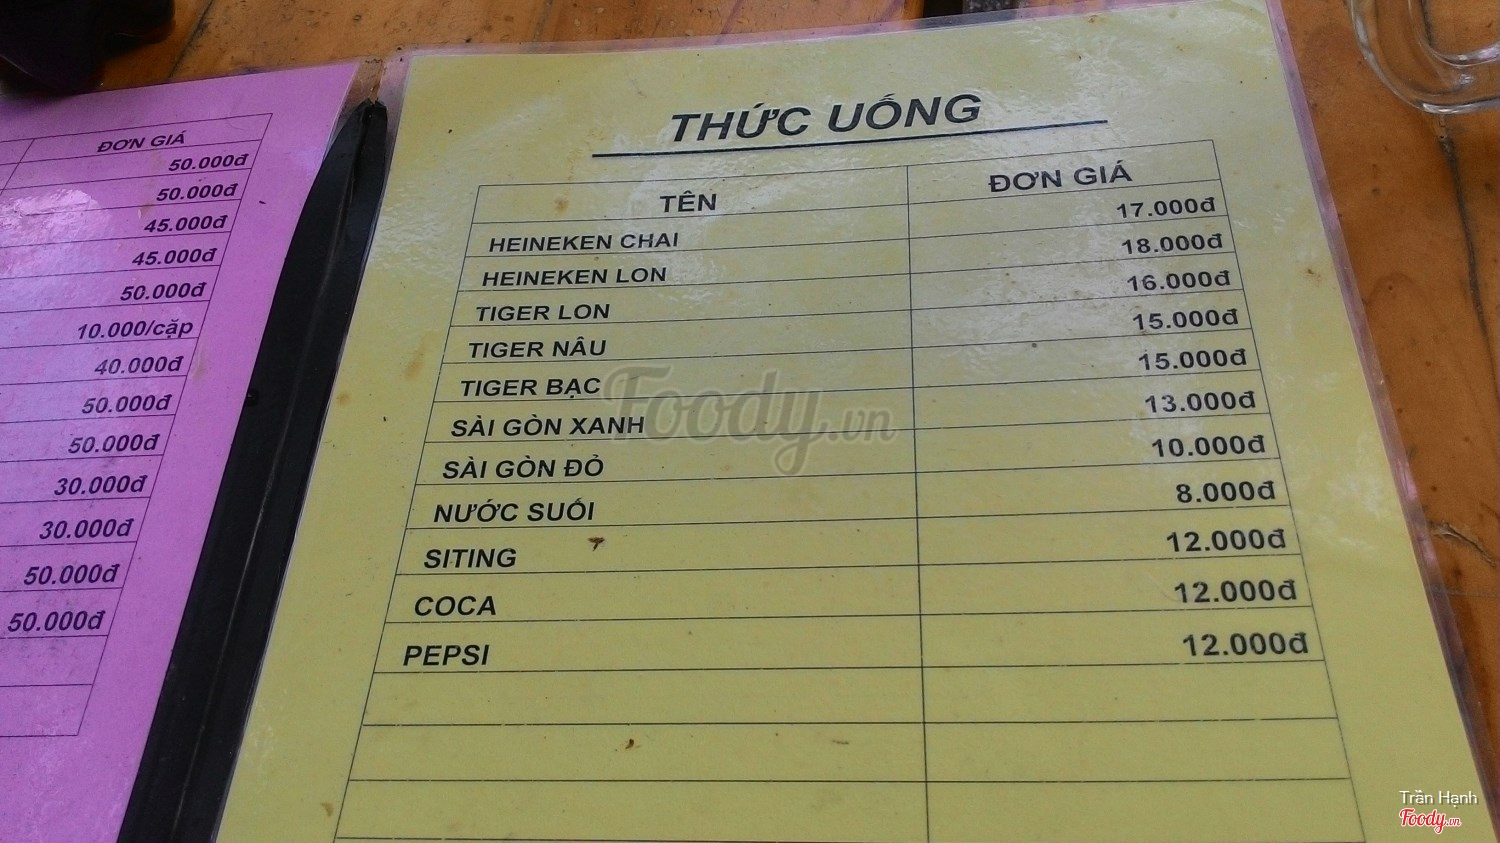 ĐƠN GIÁ
50.000đ
50.000đ
45.000đ
45.000đ
50.000đ
10.000/cặp
40.000đ
50.000đ
50.000đ
30.000đ
30.000đ
50.000đ
50.000đ
THỨC UỐNG
TÊN ĐƠN GIÁ
HEINEKEN CHAI 17.000đ
HEINEKEN LON 18.000đ
TIGER LON 16.000đ
TIGER NÂU 15.000đ
TIGER BẠC 15.000đ
SÀI GÒN XANH 13.000đ
SÀI GÒN ĐỎ 10.000đ
NƯỚC SUỐI 8.000đ
SITING 12.000đ
COCA 12.000đ
PEPSI 12.000đ
Foody.vn
Trần Hạnh
Foody.vn